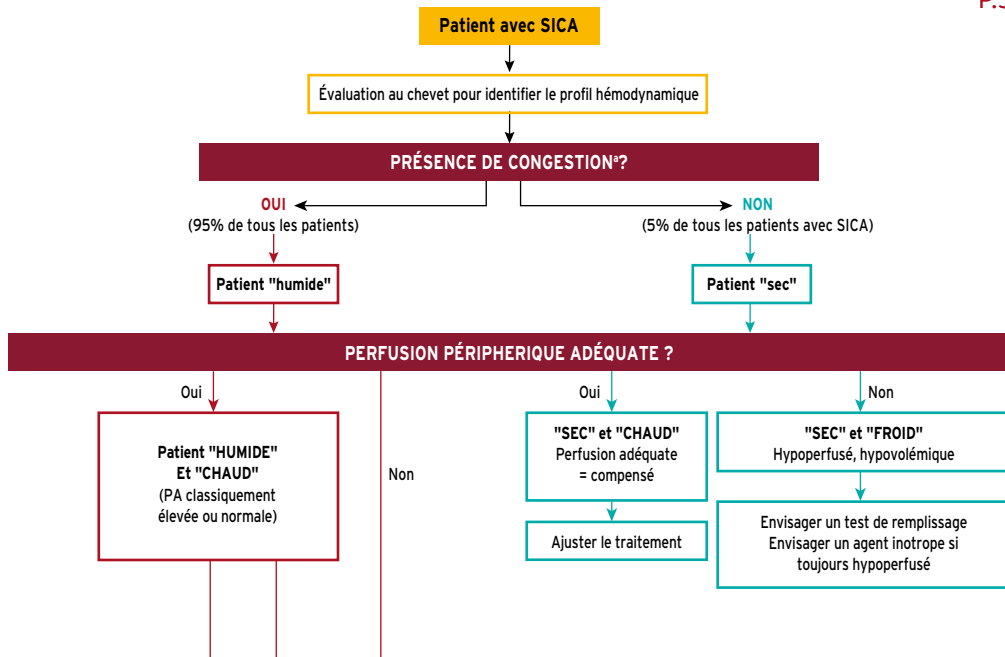 P.
Patient avec SICA
Évaluation au chevet pour identifier le profil hémodynamique
PRÉSENCE DE CONGESTIONª?
OUI
(95% de tous les patients)
NON
(5% de tous les patients avec SICA)
Patient "humide"
Patient "sec"
PERFUSION PÉRIPHERIQUE ADÉQUATE ?
Oui
Patient "HUMIDE"
Et "CHAUD"
(PA classiquement
élevée ou normale)
Non
Oui
"SEC" et "CHAUD"
Perfusion adéquate
= compensé
Ajuster le traitement
Non
"SEC" et "FROID"
Hypoperfusé, hypovolémique
Envisager un test de remplissage
Envisager un agent inotrope si
toujours hypoperfusé